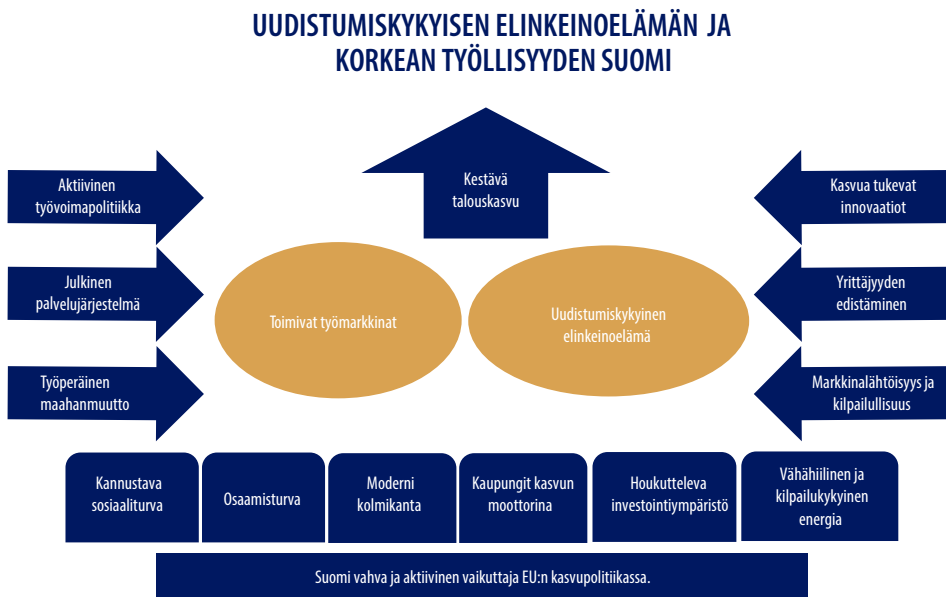 UUDISTUMISKYKYISEN ELINKEINOELÄMÄN JA
KORKEAN TYÖLLISYYDEN SUOMI
Kestävä
talouskasvu
Aktiivinen
työvoimapolitiikka
Julkinen
palvelujärjestelmä
Työperäinen
maahanmuutto
Toimivat työmarkkinat
Uudistumiskykyinen
elinkeinoelämä
Kasvua tukevat
innovaatiot
Yrittäjyyden
edistäminen
Markkinalähtöisyys ja
kilpailullisuus
Kannustava
sosiaaliturva
Osaamisturva
Moderni
kolmikanta
Kaupungit kasvun
moottorina
Houkutteleva
investointiympäristö
Vähähiilinen ja
kilpailukykyinen
energia
Suomi vahva ja aktiivinen vaikuttaja EU:n kasvupolitiikassa.